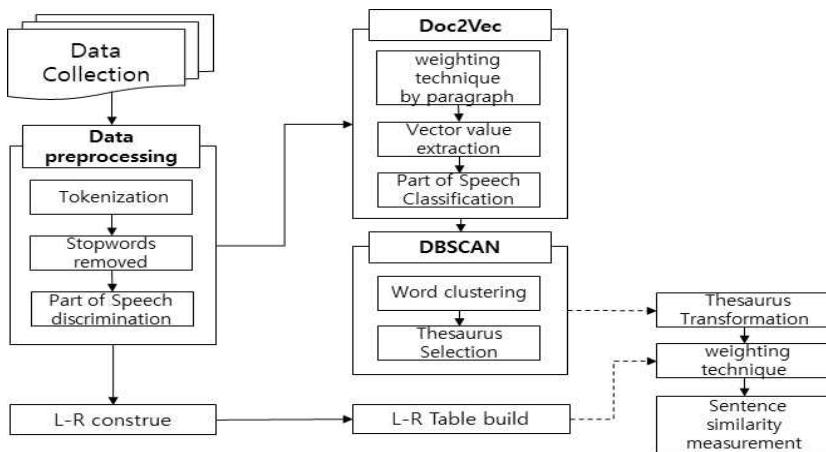 Data
Collection
Data
preprocessing
Tokenization
Stopwords
removed
Part of Speech
discrimination
L-R construe
Doc2Vec
weighting
technique
by paragraph
Vector value
extraction
Part of Speech
Classification
DBSCAN
Word clustering
Thesaurus
Selection
L-R Table build
Thesaurus
Transformation
weighting
technique
Sentence
similarity
measurement